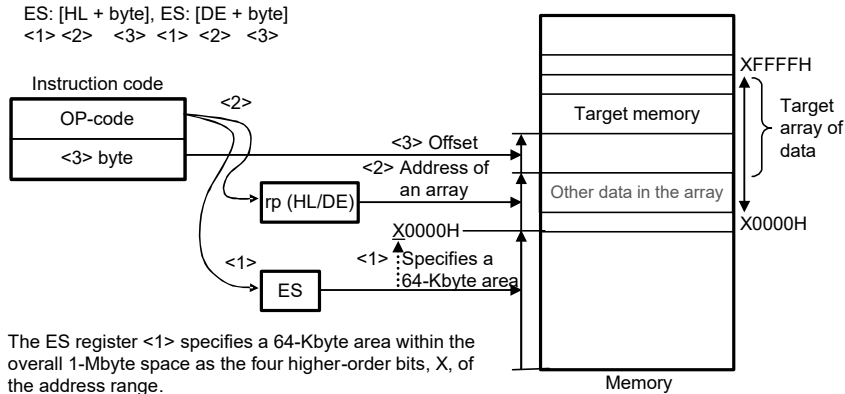 ES: [HL + byte], ES: [DE + byte]
<1> <2> <3> <1> <2> <3>
Instruction code
OP-code
<3> byte
<2>
<3> Offset
<2> Address of
an array
rp (HL/DE)
X0000H
<1>
<1> Specifies a
64-Kbyte area
ES
XFFFFH
Target memory
Target
array of
data
Other data in the array
X0000H
Memory
The ES register <1> specifies a 64-Kbyte area within the
overall 1-Mbyte space as the four higher-order bits, X, of
the address range.